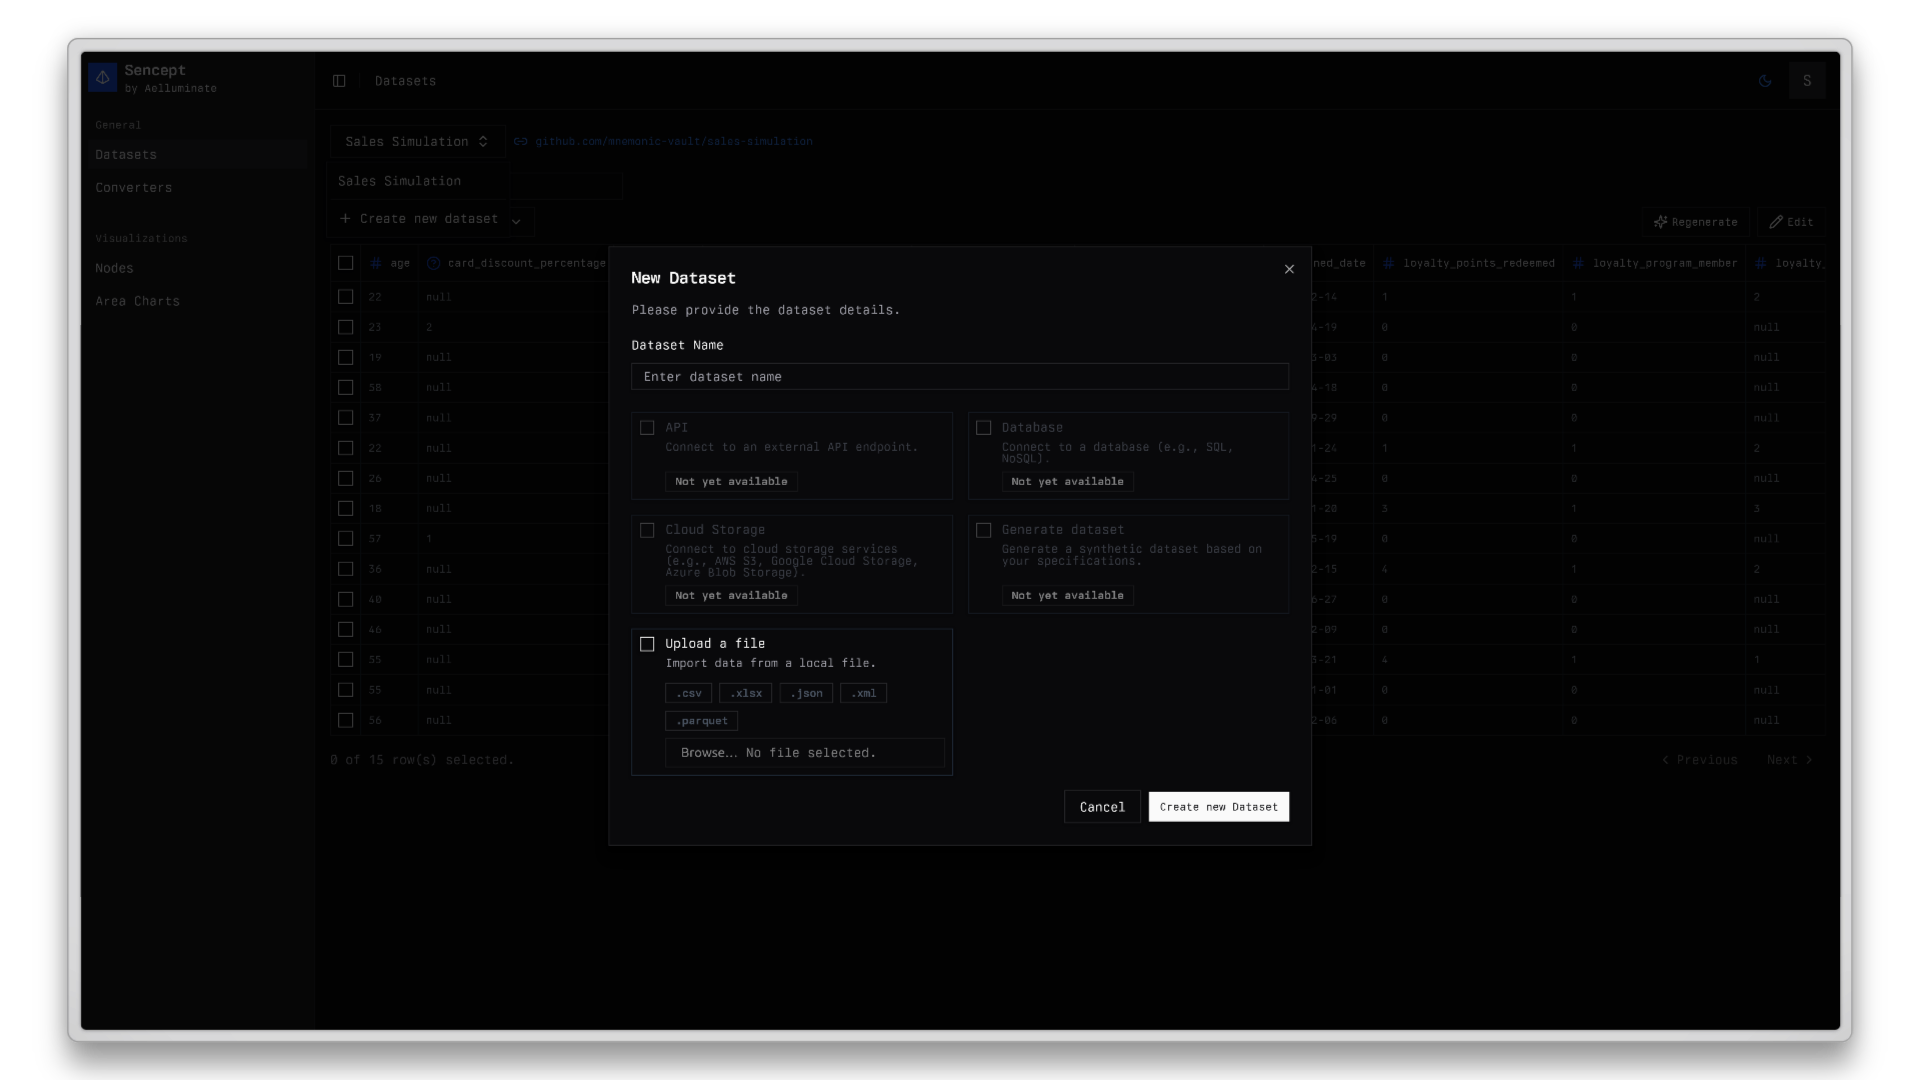 Sencept
by Aelluminate
General
Datasets
Converters
Visualizations
Nodes
Area Charts
Datasets
S
Sales Simulation
github.com/mnemonic-vault/sales-simulation
Sales Simulation
+ Create new dataset
Regenerate
Edit
# age
card_discount_percentage
ned_date
# loyalty_points_redeemed
# loyalty_program_member
# loyalty_
22 null 2-14 1 1 2
23 2 4-19 0 0 null
19 null 3-03 0 0 null
58 null 4-18 0 0 null
37 null 9-29 0 0 null
22 null 1-24 1 1 2
26 null 4-25 0 0 null
18 null 1-20 3 1 3
57 1 5-19 0 0 null
36 null 2-15 4 1 2
40 null 6-27 0 0 null
46 null 2-09 0 0 null
55 null 3-21 4 1 1
55 null 1-01 0 0 null
56 null 2-06 0 0 null
0 of 15 row(s) selected.
Previous
Next
New Dataset
Please provide the dataset details.
Dataset Name
Enter dataset name
API
Connect to an external API endpoint.
Not yet available
Database
Connect to a database (e.g., SQL,
NoSQL).
Not yet available
Cloud Storage
Connect to cloud storage services
(e.g., AWS S3, Google Cloud Storage,
Azure Blob Storage).
Not yet available
Generate dataset
Generate a synthetic dataset based on
your specifications.
Not yet available
Upload a file
Import data from a local file.
.csv .xlsx .json .xml
.parquet
Browse... No file selected.
Cancel
Create new Dataset